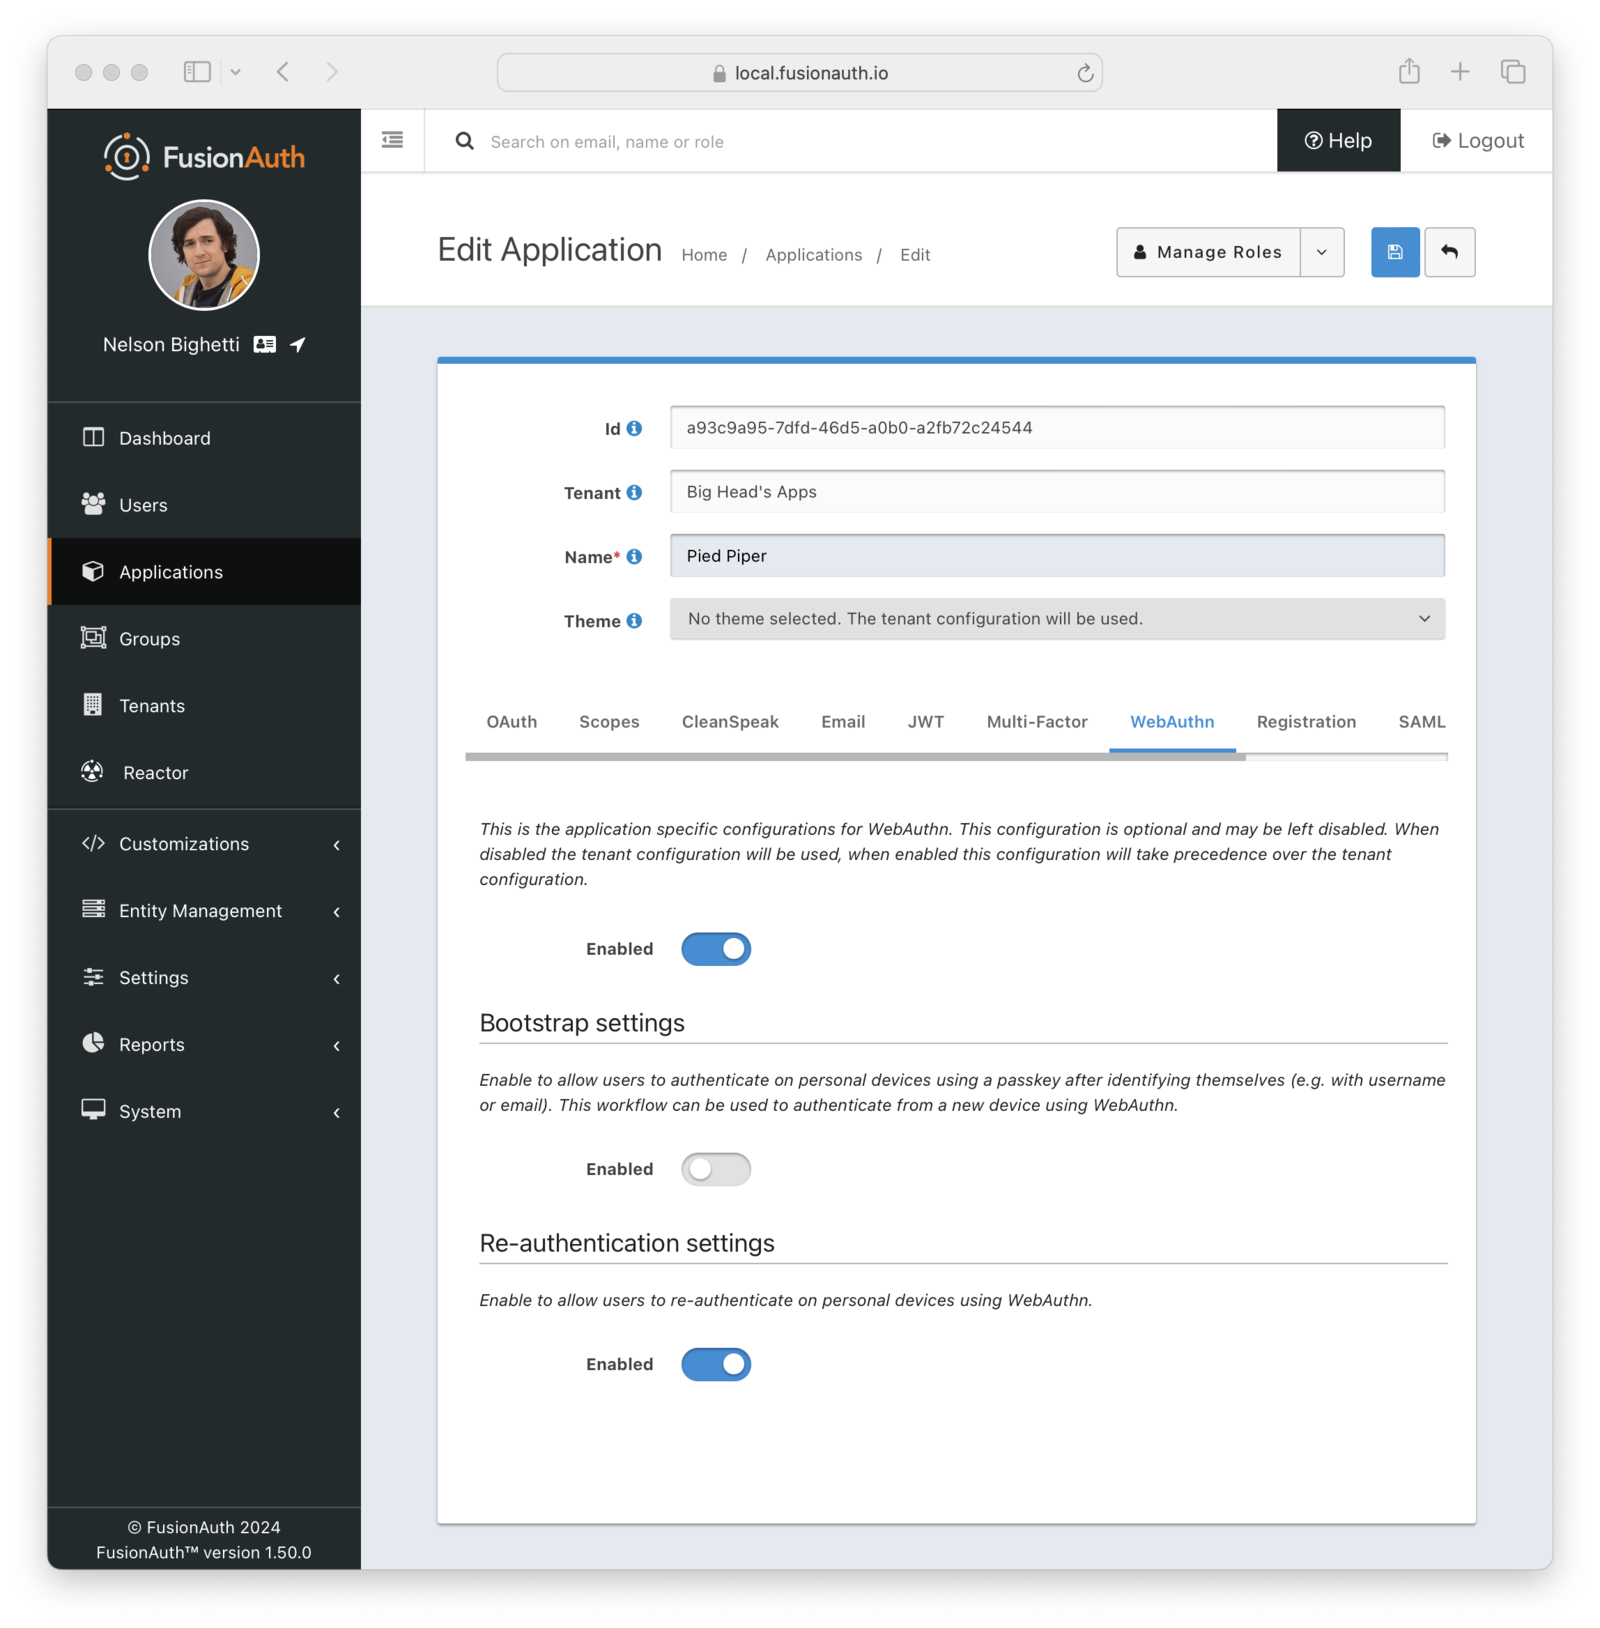 local.fusionauth.io
FusionAuth
Search on email, name or role
Help
Logout
Nelson Bighetti
Edit Application
Home / Applications / Edit
Manage Roles
Dashboard
Users
Applications
Groups
Tenants
Reactor
Customizations
Entity Management
Settings
Reports
System
© FusionAuth 2024
FusionAuth™ version 1.50.0
Id
a93c9a95-7dfd-46d5-a0b0-a2fb72c24544
Tenant
Big Head's Apps
Name*
Pied Piper
Theme
No theme selected. The tenant configuration will be used.
OAuth Scopes CleanSpeak Email JWT Multi-Factor WebAuthn Registration SAML
This is the application specific configurations for WebAuthn. This configuration is optional and may be left disabled. When
disabled the tenant configuration will be used, when enabled this configuration will take precedence over the tenant
configuration.
Enabled
Bootstrap settings
Enable to allow users to authenticate on personal devices using a passkey after identifying themselves (e.g. with username
or email). This workflow can be used to authenticate from a new device using WebAuthn.
Enabled
Re-authentication settings
Enable to allow users to re-authenticate on personal devices using WebAuthn.
Enabled